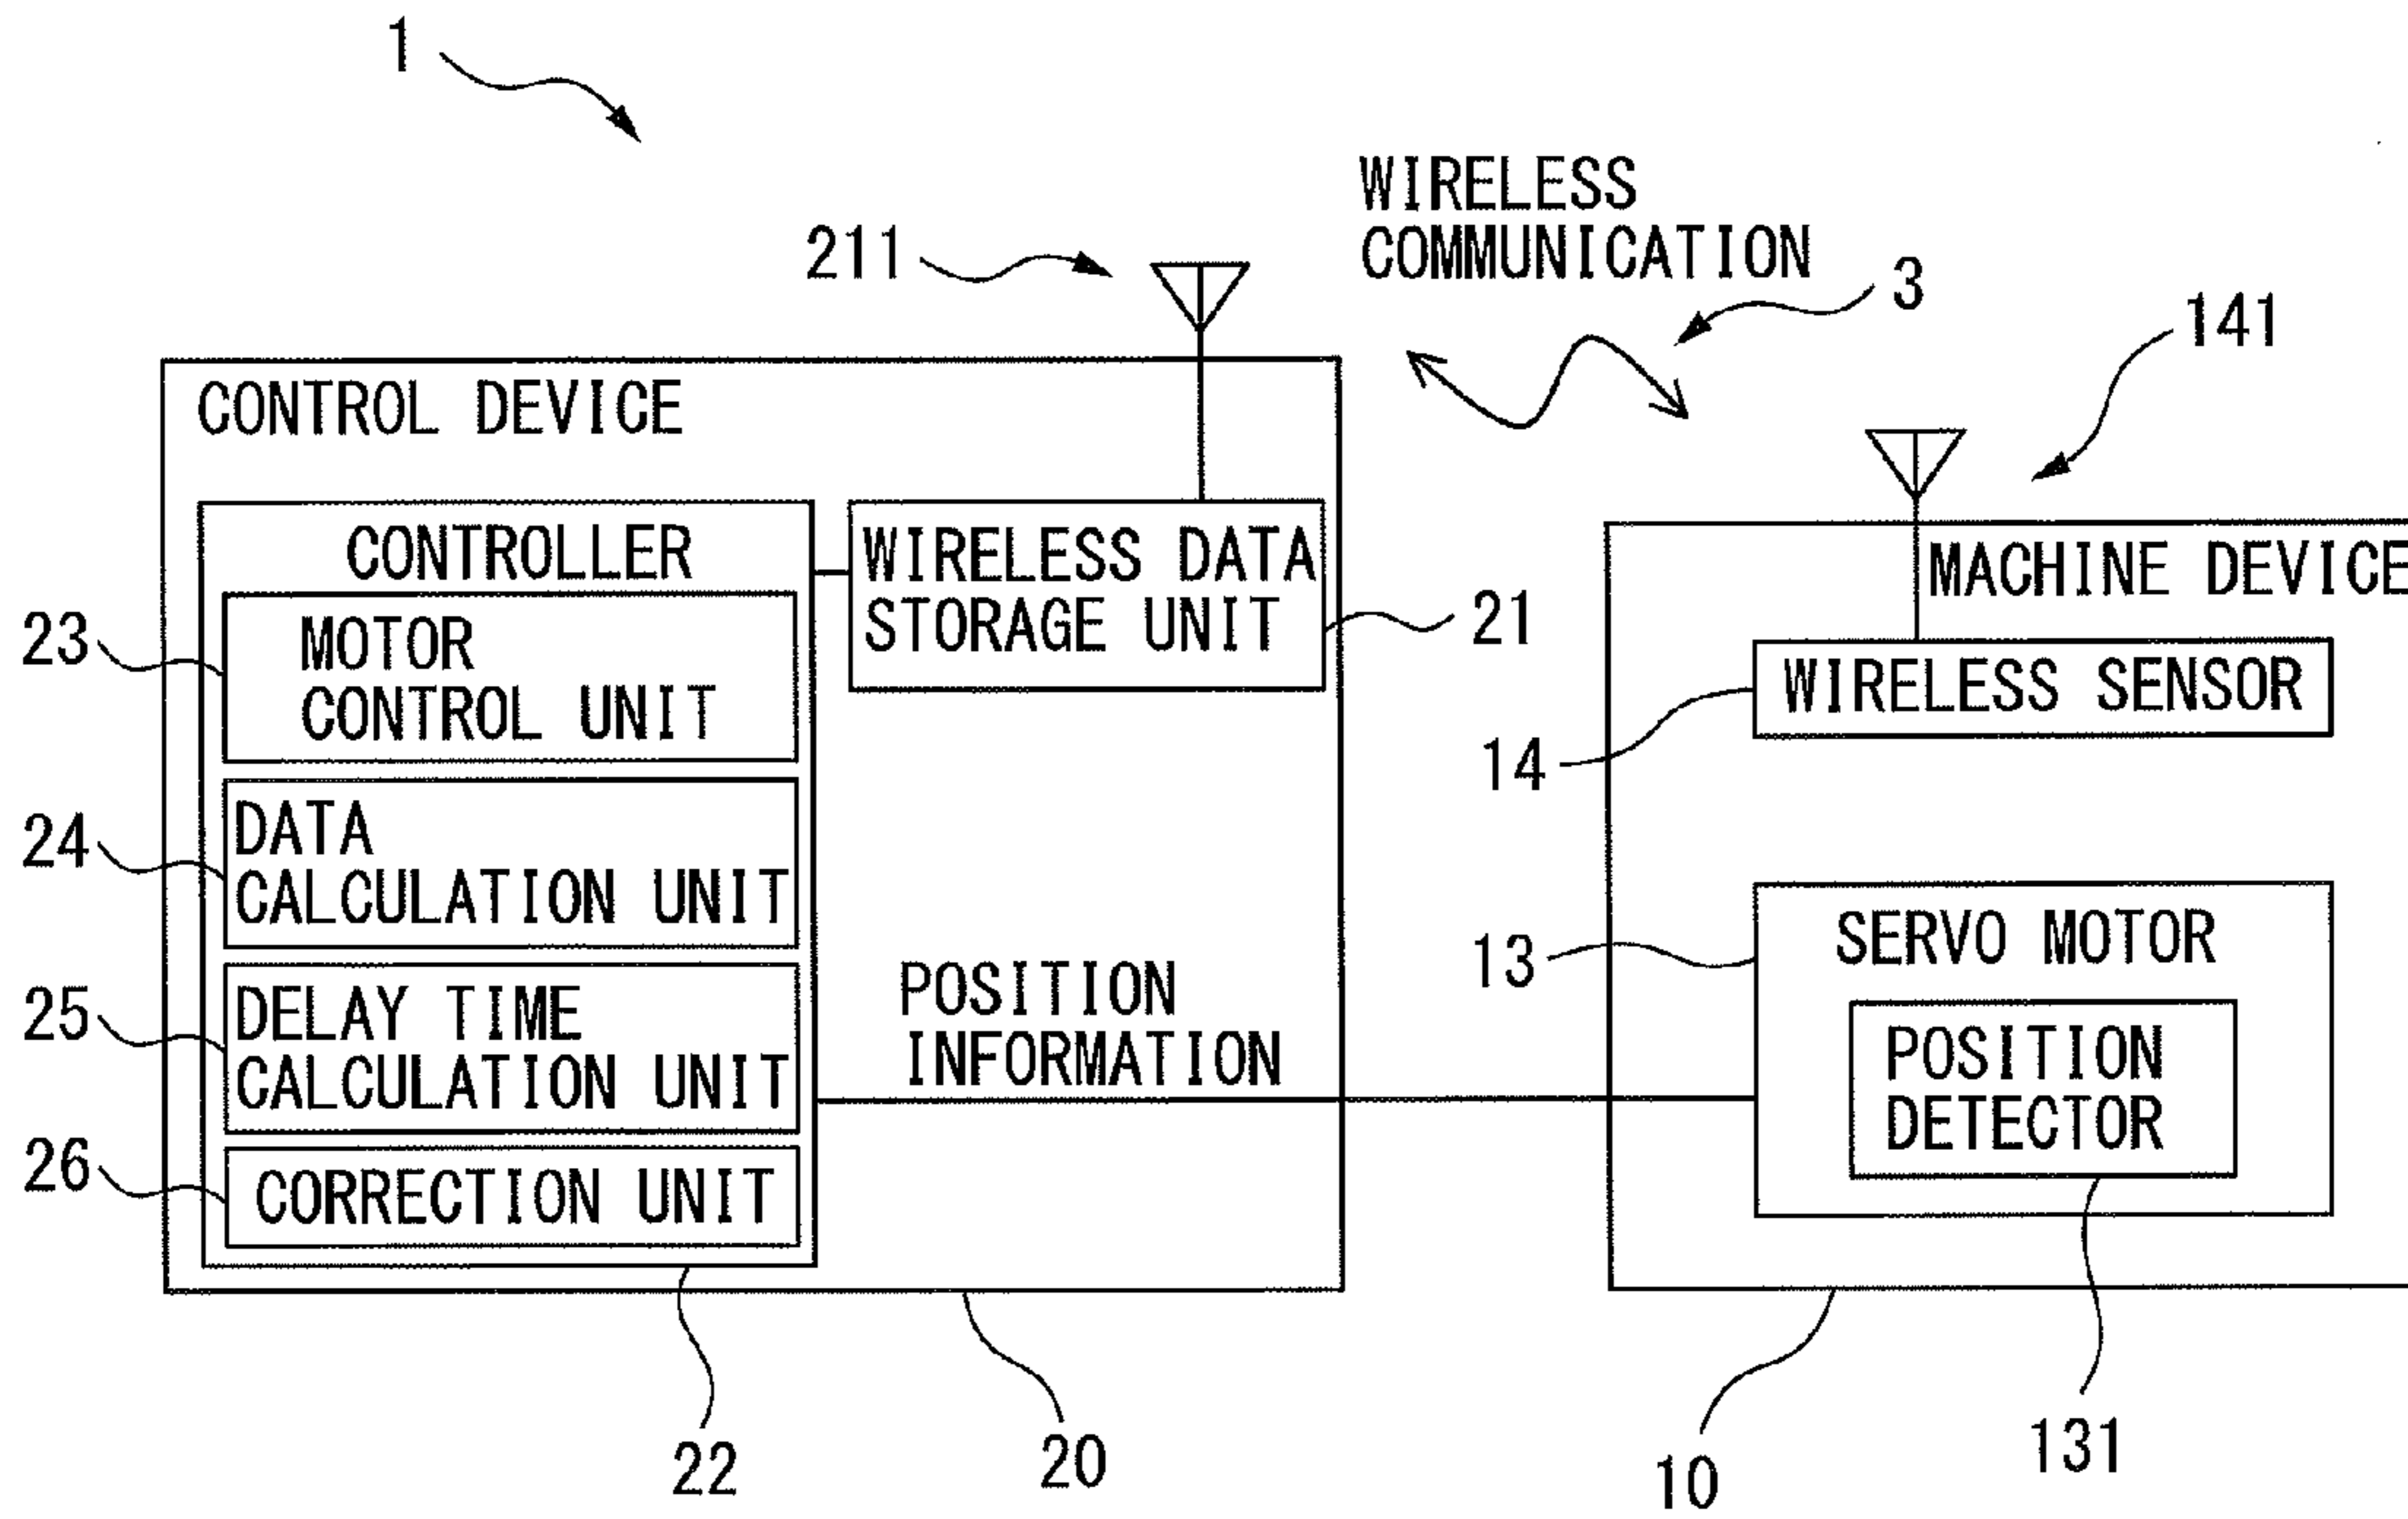 1
WIRELESS
COMMUNICATION
211
3
141
CONTROL DEVICE
CONTROLLER
WIRELESS DATA
STORAGE UNIT
21
MACHINE DEVICE
23
MOTOR
CONTROL UNIT
WIRELESS SENSOR
14
24
DATA
CALCULATION UNIT
13
SERVO MOTOR
25
DELAY TIME
CALCULATION UNIT
POSITION
INFORMATION
POSITION
DETECTOR
26
CORRECTION UNIT
22
20
10
131